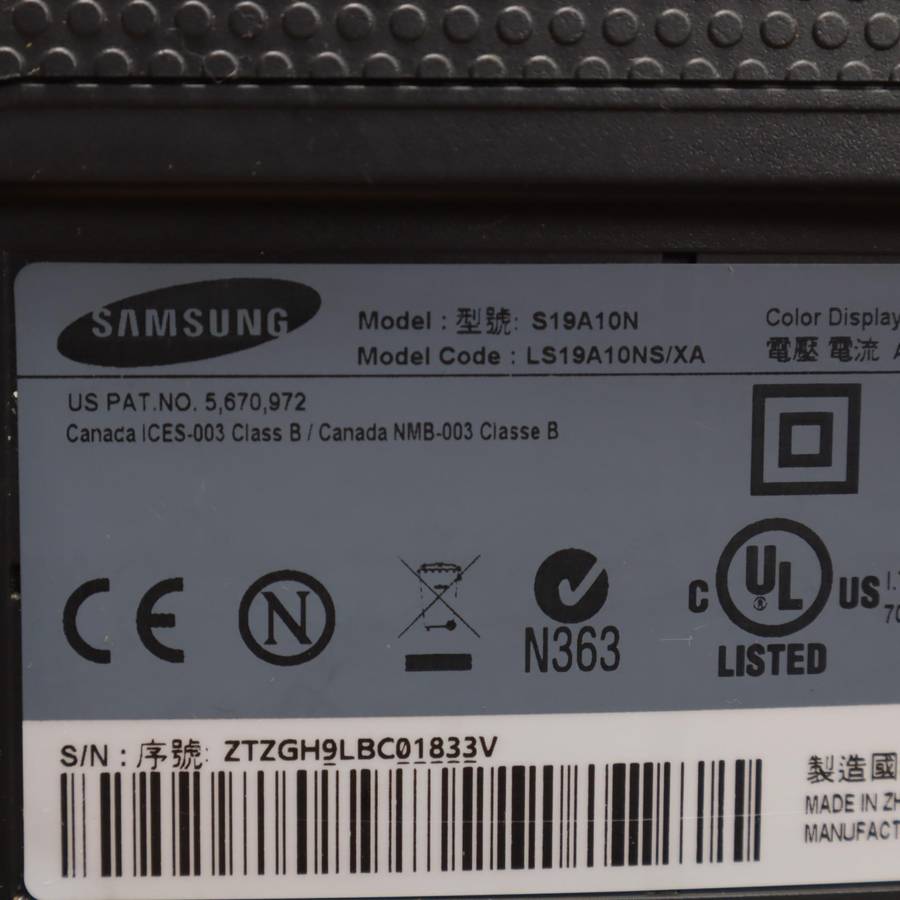 SAMSUNG
Model : 型號: S19A10N
Model Code : LS19A10NS/XA
Color Display
電壓 電流
US PAT.NO. 5,670,972
Canada ICES-003 Class B / Canada NMB-003 Classe B
CE
N
N363
C UL® US
LISTED
S/N : 序號: ZTZGH9LBC01833V
製造國
MADE IN